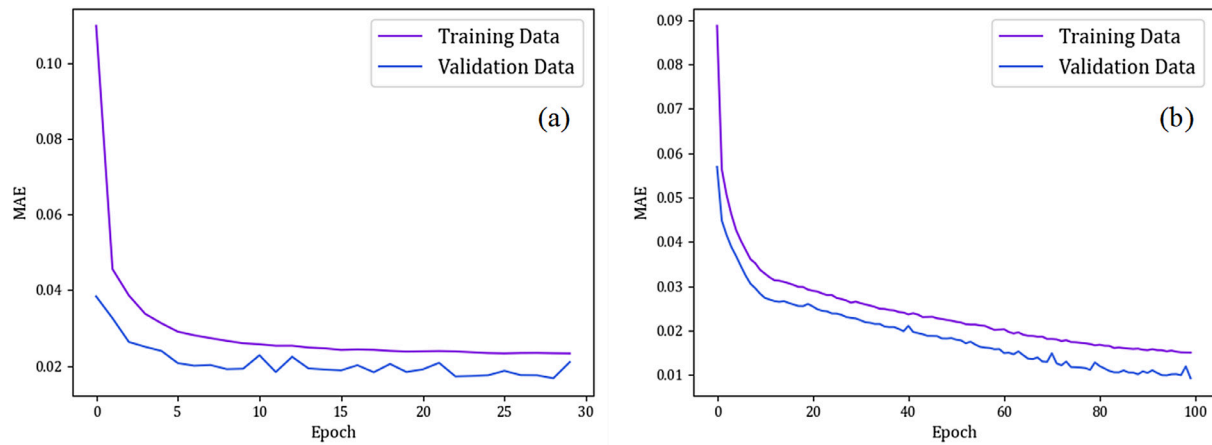 Training Data
Validation Data
(a)
MAE
0.10
0.08
0.06
0.04
0.02
0 5 10 15 20 25 30
Epoch
Training Data
Validation Data
(b)
MAE
0.09
0.08
0.07
0.06
0.05
0.04
0.03
0.02
0.01
0 20 40 60 80 100
Epoch